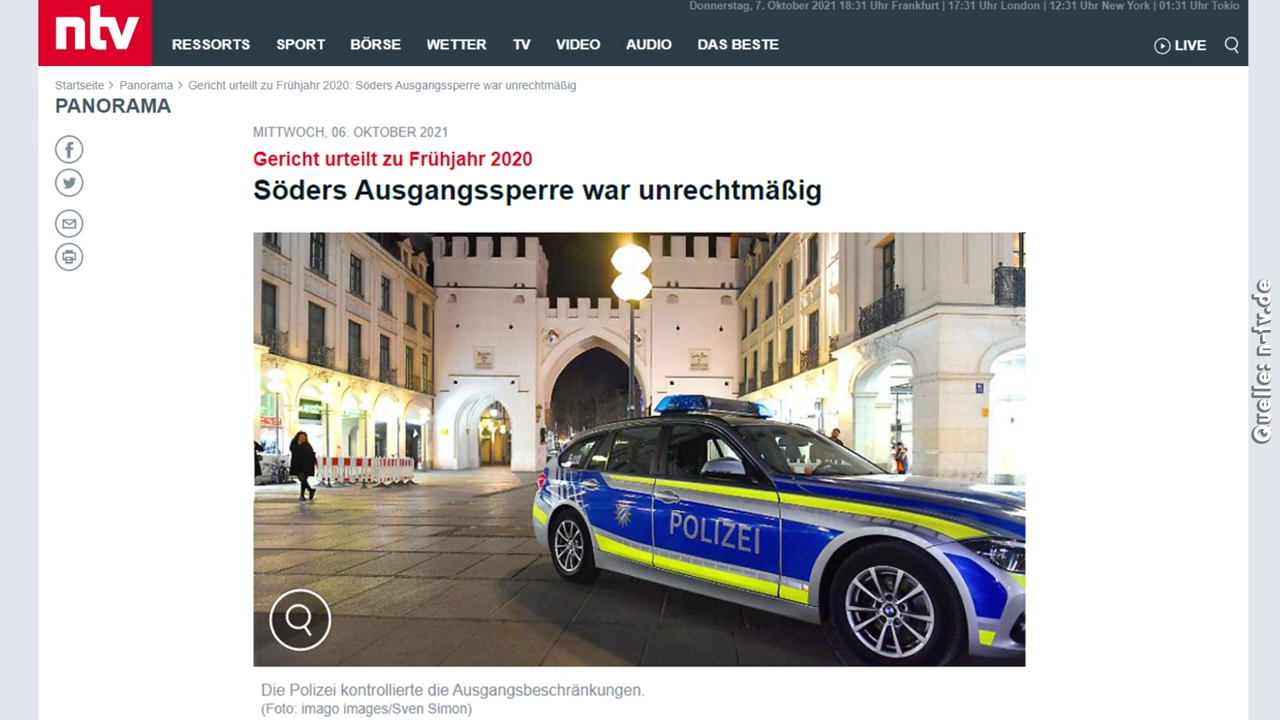 Donnerstag, 7. Oktober 2021 18:31 Uhr Frankfurt | 17:31 Uhr London | 12:31 Uhr New York | 01:31 Uhr Tokio
ntv
RESSORTS SPORT BÖRSE WETTER TV VIDEO AUDIO DAS BESTE
LIVE
Startseite > Panorama > Gericht urteilt zu Frühjahr 2020: Söders Ausgangssperre war unrechtmäßig
PANORAMA
MITTWOCH, 06. OKTOBER 2021
Gericht urteilt zu Frühjahr 2020
Söders Ausgangssperre war unrechtmäßig
POLIZEI
Die Polizei kontrollierte die Ausgangsbeschränkungen.
(Foto: imago images/Sven Simon)
Quelle: n-tv.de